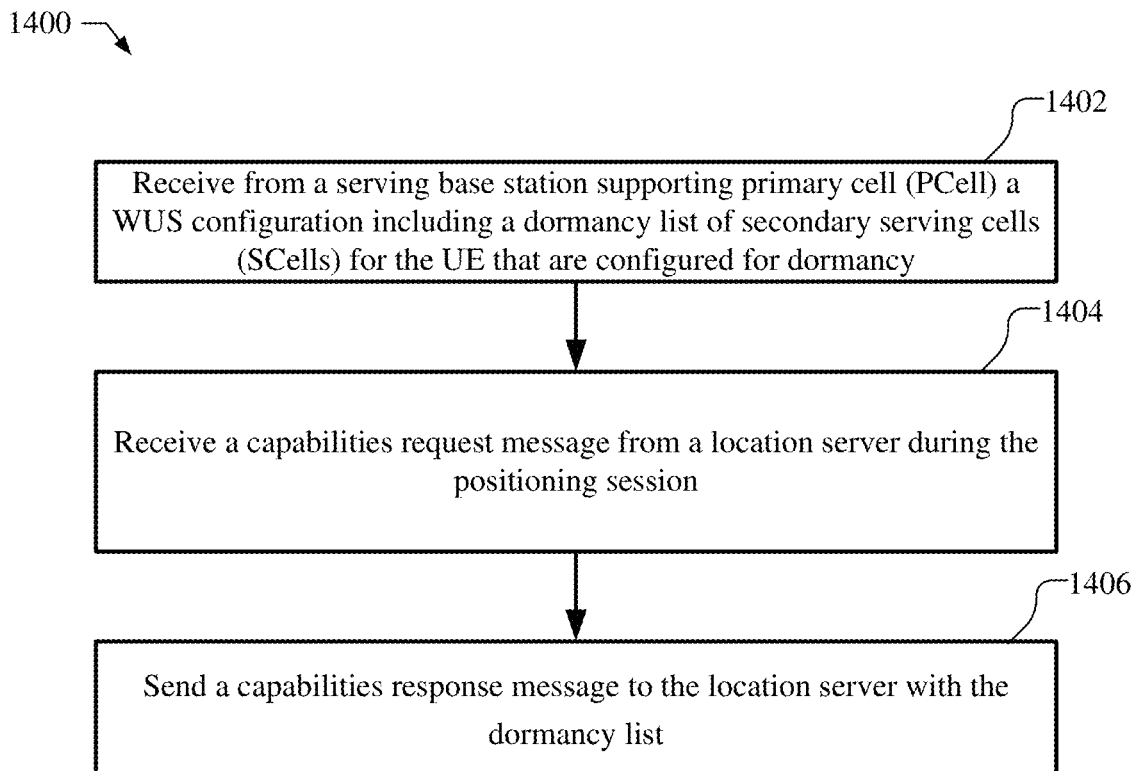 1400
1402
Receive from a serving base station supporting primary cell (PCell) a
WUS configuration including a dormancy list of secondary serving cells
(SCells) for the UE that are configured for dormancy
1404
Receive a capabilities request message from a location server during the
positioning session
1406
Send a capabilities response message to the location server with the
dormancy list